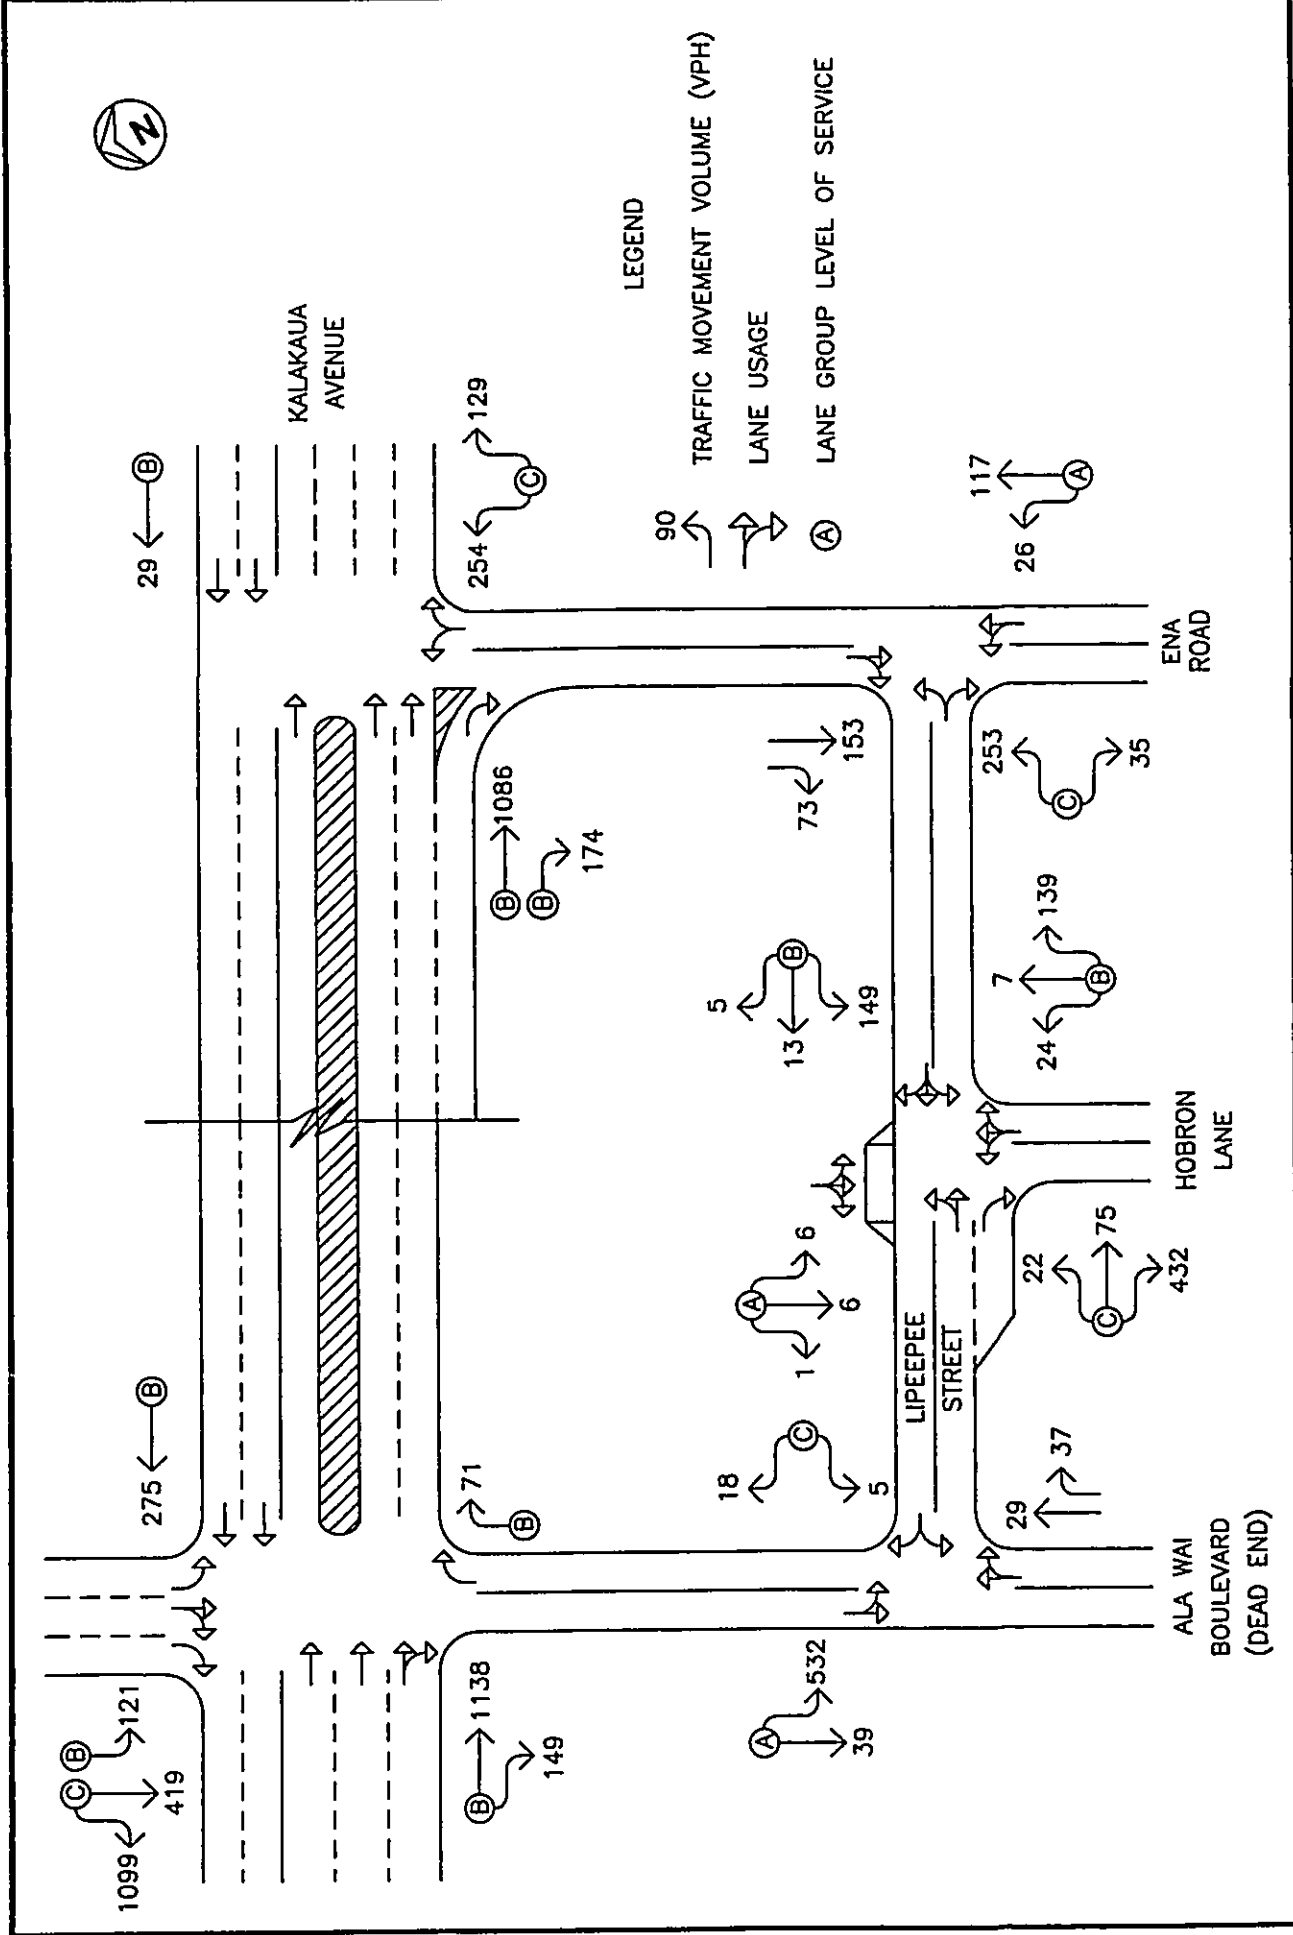 N
1099
C
419
B
121
275
B
29
B
KALAKAUA
AVENUE
B
1138
149
71
B
1086
B
B
174
254
C
129
LEGEND
90
TRAFFIC MOVEMENT VOLUME (VPH)
LANE USAGE
A
LANE GROUP LEVEL OF SERVICE
A
532
39
18
C
5
A
1
6
6
5
13
B
149
73
153
LIPEEPEE
STREET
29
37
22
C
75
432
24
7
B
139
253
C
35
26
117
A
ALA WAI
BOULEVARD
(DEAD END)
HOBRON
LANE
ENA
ROAD